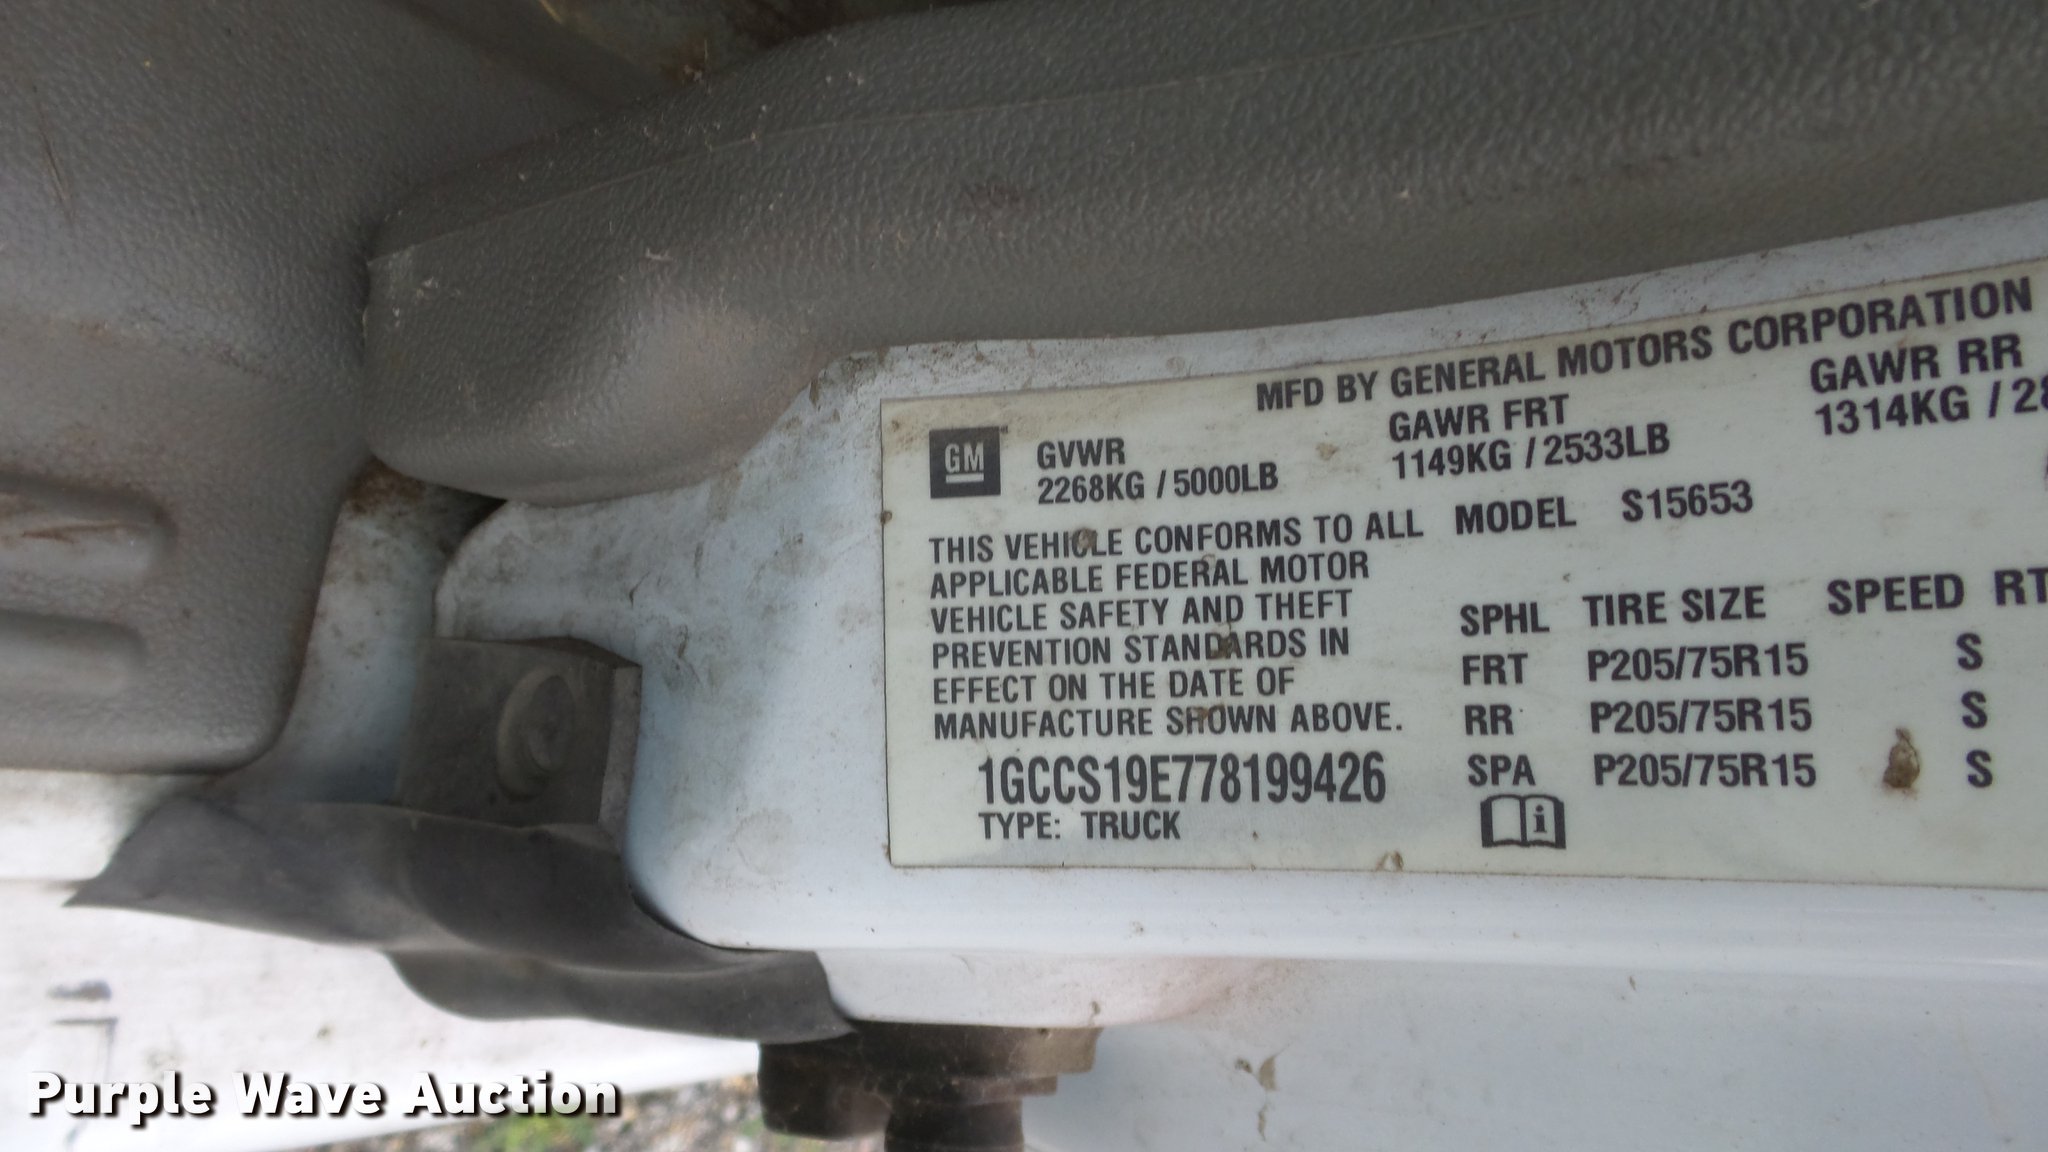 MFD BY GENERAL MOTORS CORPORATION
GM
GVWR GAWR FRT GAWR RR
2268KG / 5000LB 1149KG / 2533LB 1314KG / 28
THIS VEHICLE CONFORMS TO ALL MODEL S15653
APPLICABLE FEDERAL MOTOR
VEHICLE SAFETY AND THEFT SPHL TIRE SIZE SPEED RT
PREVENTION STANDARDS IN FRT P205/75R15 S
EFFECT ON THE DATE OF
MANUFACTURE SHOWN ABOVE. RR P205/75R15 S
1GCCS19E778199426 SPA P205/75R15 S
TYPE: TRUCK
Purple Wave Auction